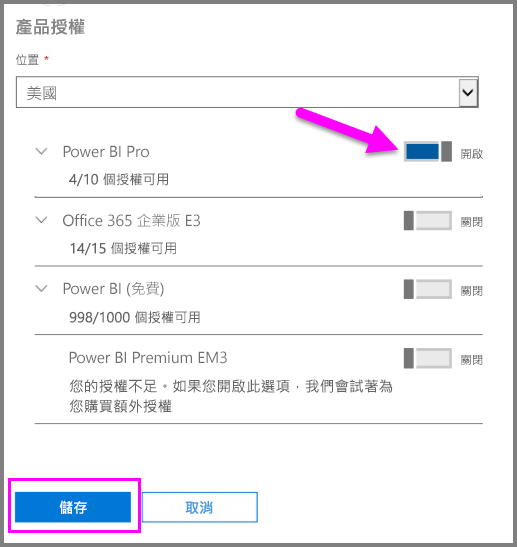 產品授權
位置 *
美國
Power BI Pro
開啟
4/10 個授權可用
Office 365 企業版 E3
關閉
14/15 個授權可用
Power BI (免費)
關閉
998/1000 個授權可用
Power BI Premium EM3
關閉
您的授權不足。如果您開啟此選項，我們會試著為
您購買額外授權
儲存
取消